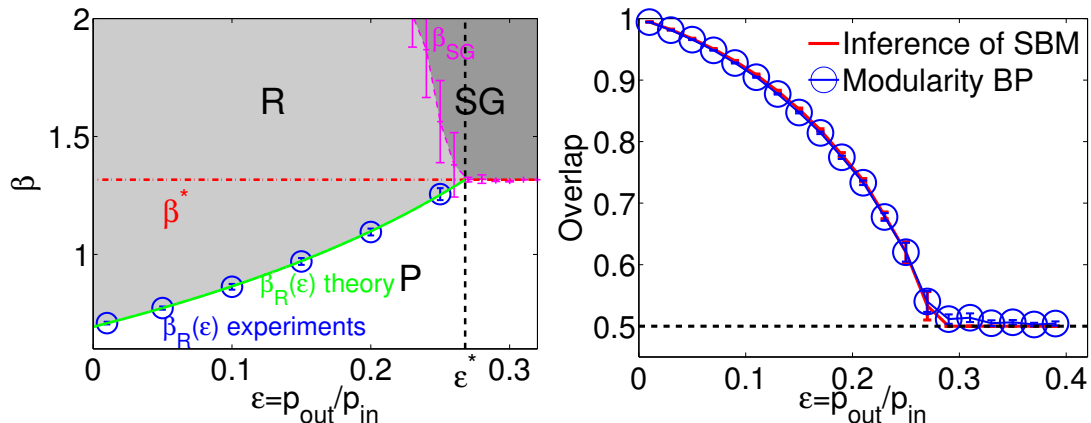 2
1.5
1
β
R
β_SG
SG
β*
β_R(ε) theory P
β_R(ε) experiments
0
0.1
0.2
ε*
0.3
ε=p_out/p_in
1
0.9
0.8
0.7
0.6
0.5
Overlap
Inference of SBM
Modularity BP
0
0.1
0.2
0.3
0.4
ε=p_out/p_in